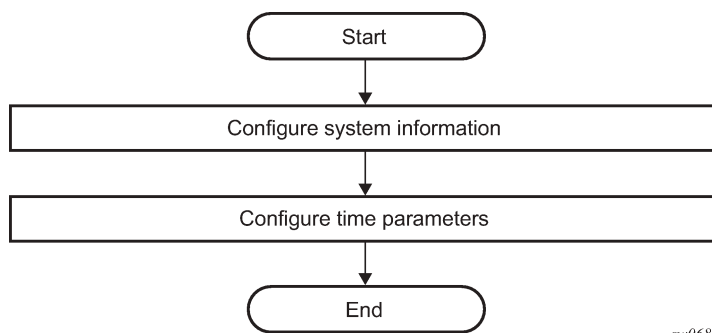 Start
Configure system information
Configure time parameters
End